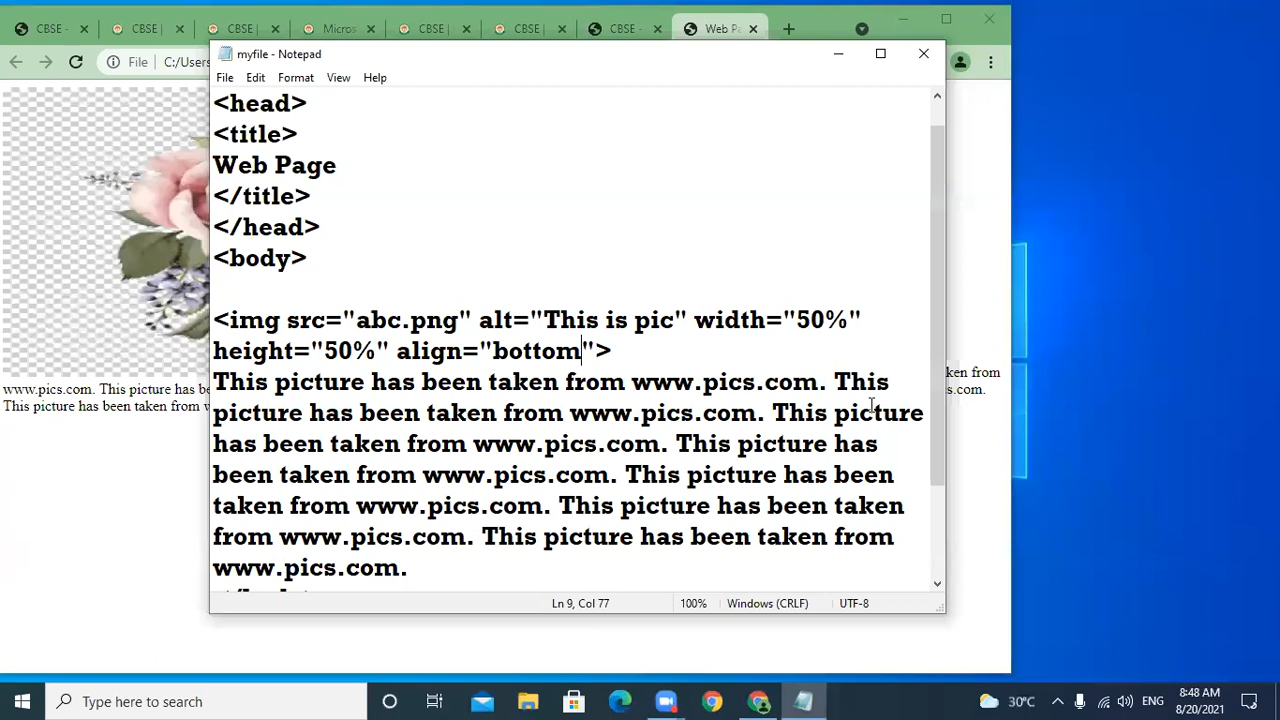 CBSE -
CBSE |
CBSE |
Micros
CBSE |
CBSE |
CBSE -
Web Pa
File
C:/Users
myfile - Notepad
File Edit Format View Help
<head>
<title>
Web Page
</title>
</head>
<body>
<img src="abc.png" alt="This is pic" width="50%"
height="50%" align="bottom">
This picture has been taken from www.pics.com. This
picture has been taken from www.pics.com. This picture
has been taken from www.pics.com. This picture has
been taken from www.pics.com. This picture has been
taken from www.pics.com. This picture has been taken
from www.pics.com. This picture has been taken from
www.pics.com.
Ln 9, Col 77
100%
Windows (CRLF)
UTF-8
www.pics.com. This picture has been
This picture has been taken from
ken from
s.com.
Type here to search
30°C
ENG
8:48 AM
8/20/2021